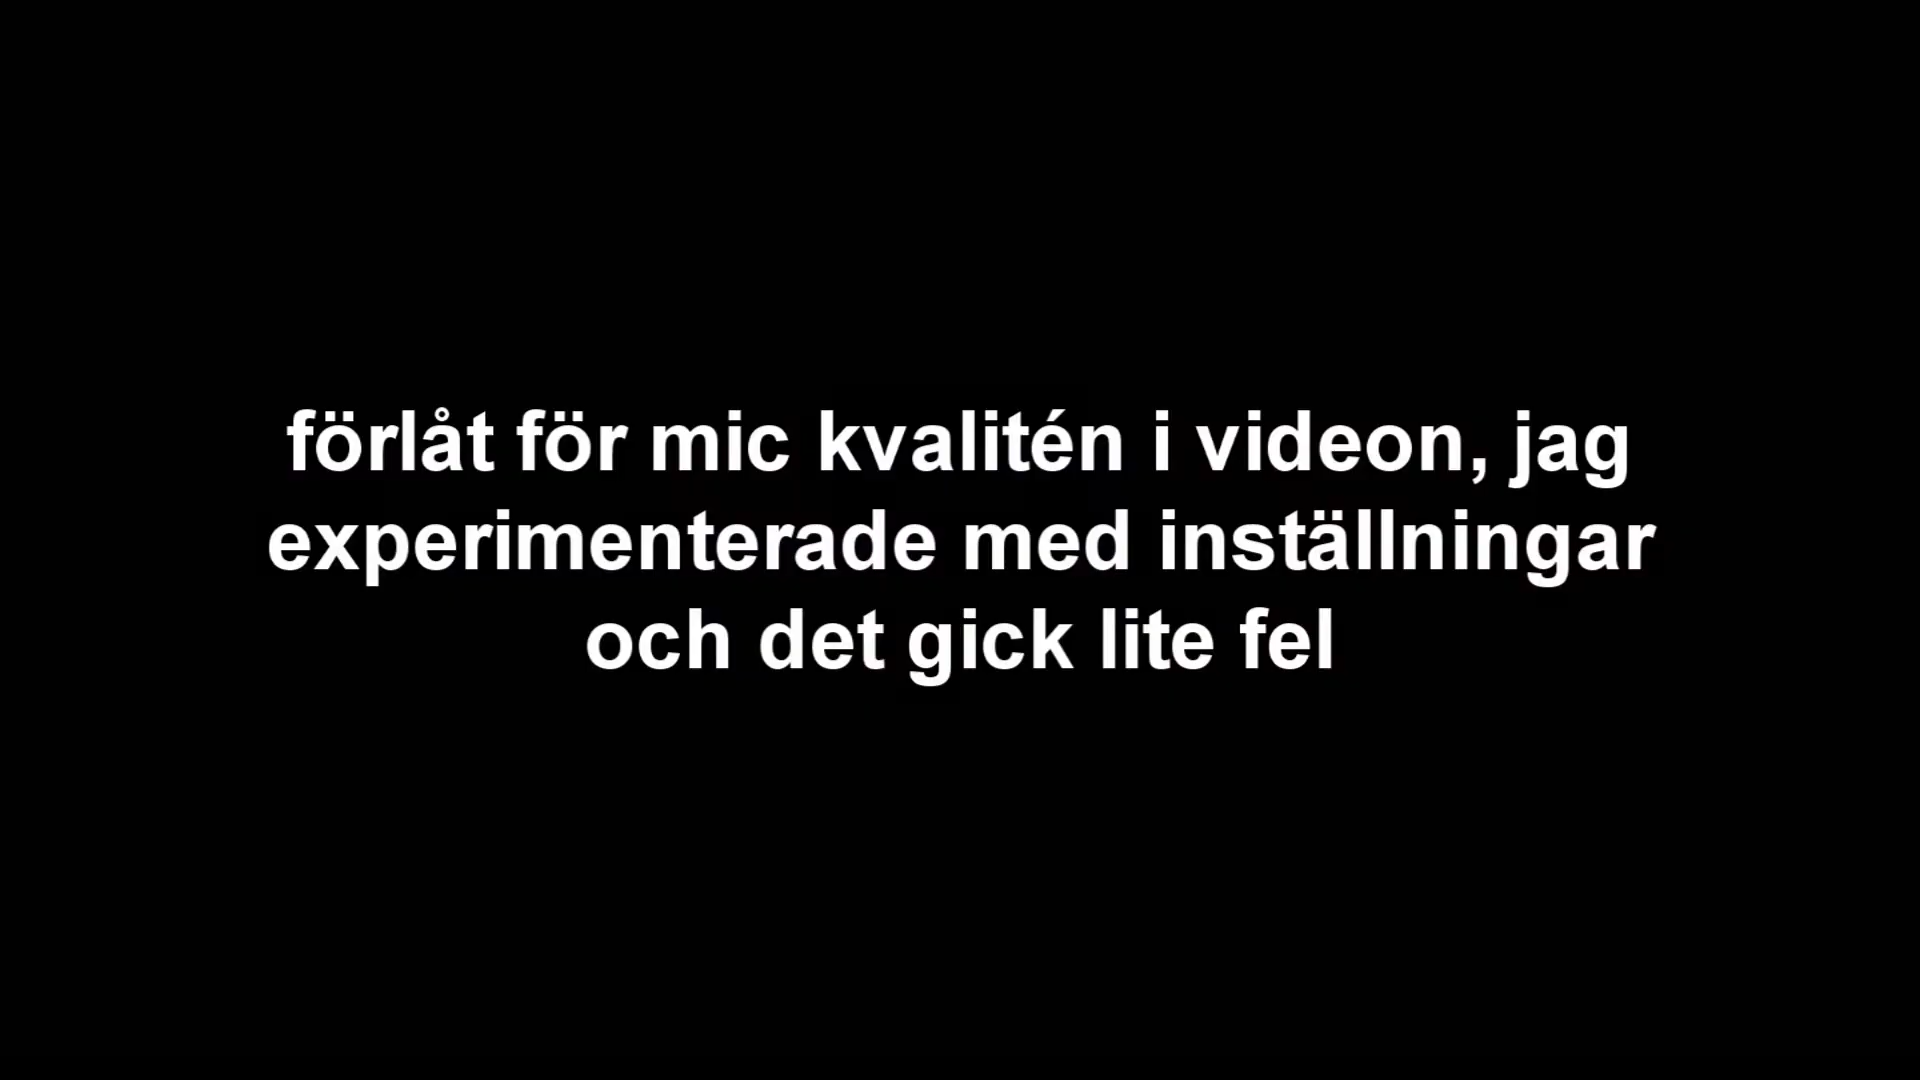 förlåt för mic kvalitén i videon, jag
experimenterade med inställningar
och det gick lite fel